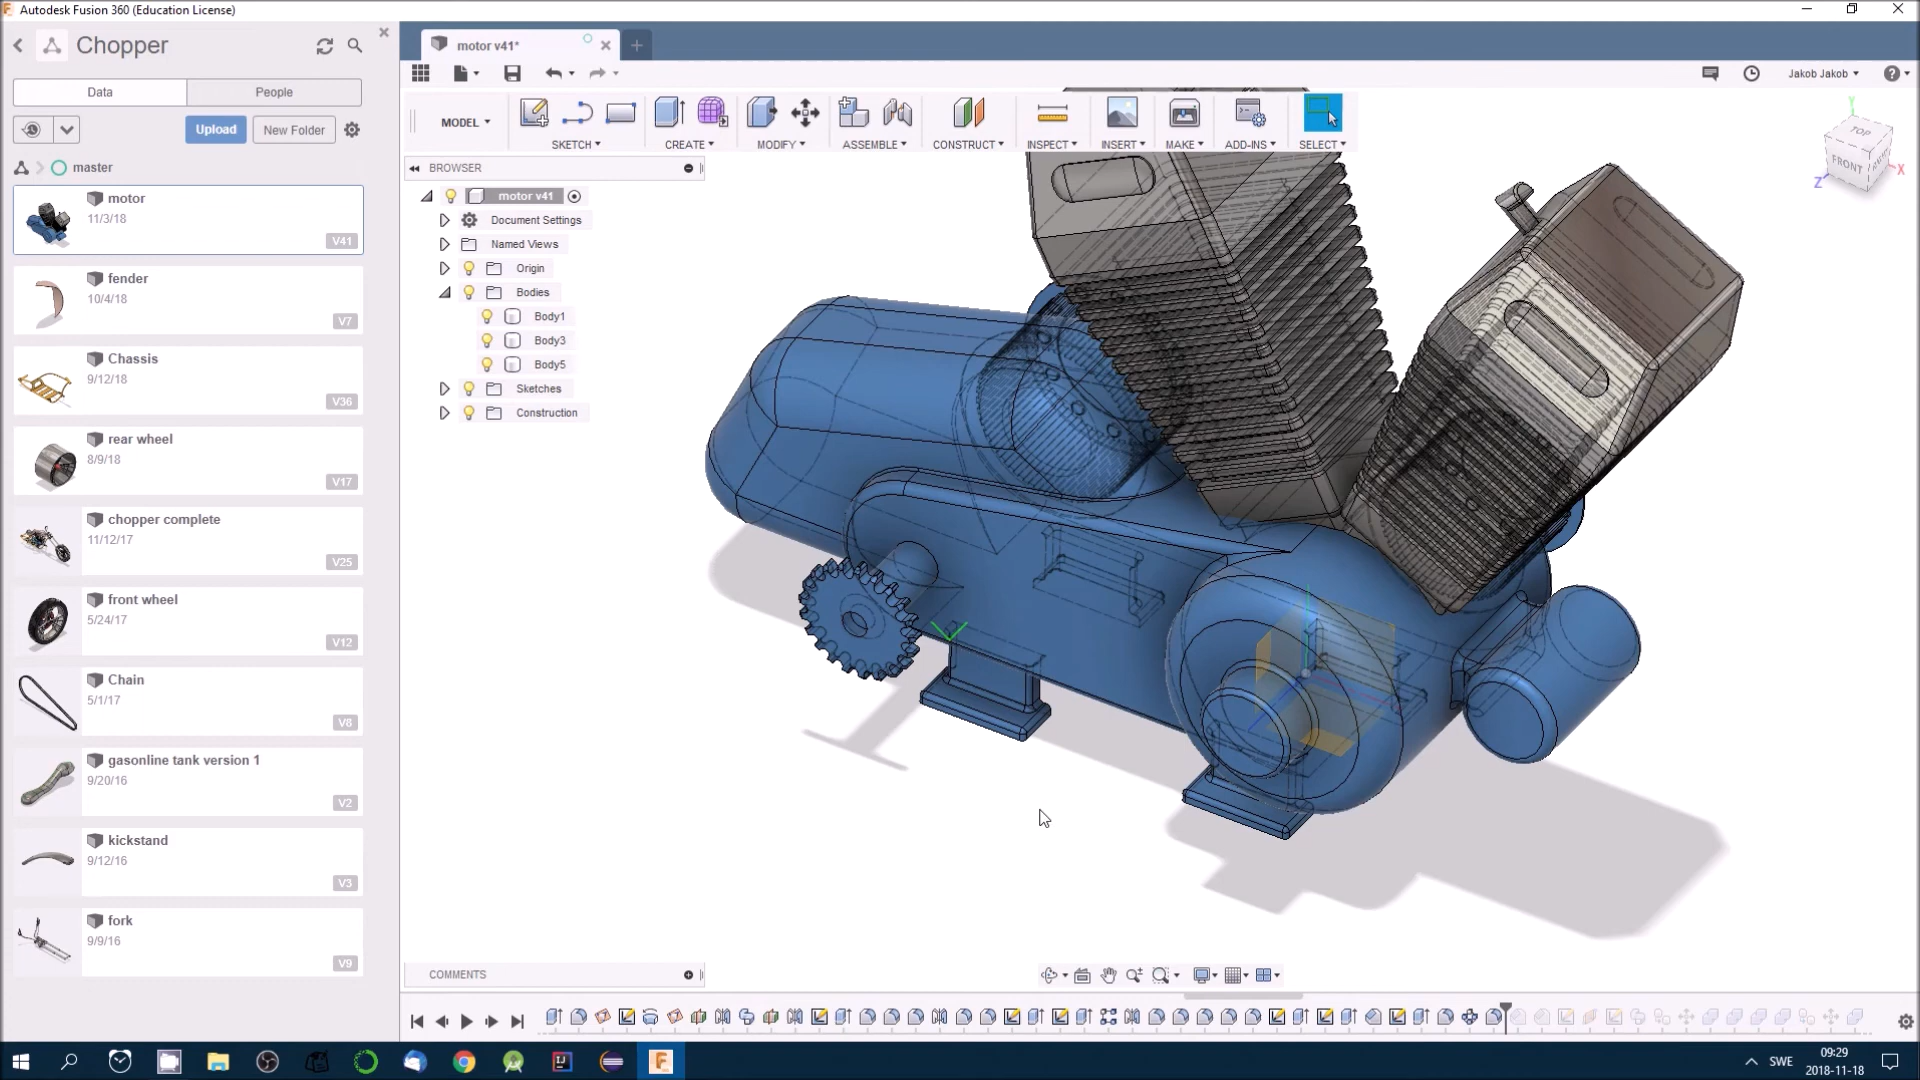 Autodesk Fusion 360 (Education License)
Chopper
Data
People
Upload
New Folder
master
motor
11/3/18
V41
fender
10/4/18
V7
Chassis
9/12/18
V36
rear wheel
8/9/18
V17
chopper complete
11/12/17
V25
front wheel
5/24/17
V12
Chain
5/1/17
V8
gasonline tank version 1
9/20/16
V2
kickstand
9/12/16
V3
fork
9/9/16
V9
motor v41*
Jakob Jakob
MODEL
SKETCH
CREATE
MODIFY
ASSEMBLE
CONSTRUCT
INSPECT
INSERT
MAKE
ADD-INS
SELECT
BROWSER
motor v41
Document Settings
Named Views
Origin
Bodies
Body1
Body3
Body5
Sketches
Construction
Y
TOP
FRONT
X
Z
COMMENTS
SWE
09:29
2018-11-18